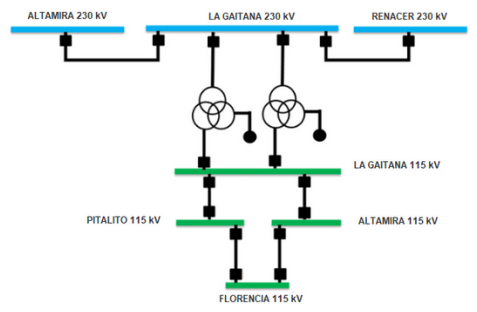 ALTAMIRA 230 kV
LA GAITANA 230 kV
RENACER 230 kV
LA GAITANA 115 kV
PITALITO 115 kV
ALTAMIRA 115 kV
FLORENCIA 115 kV